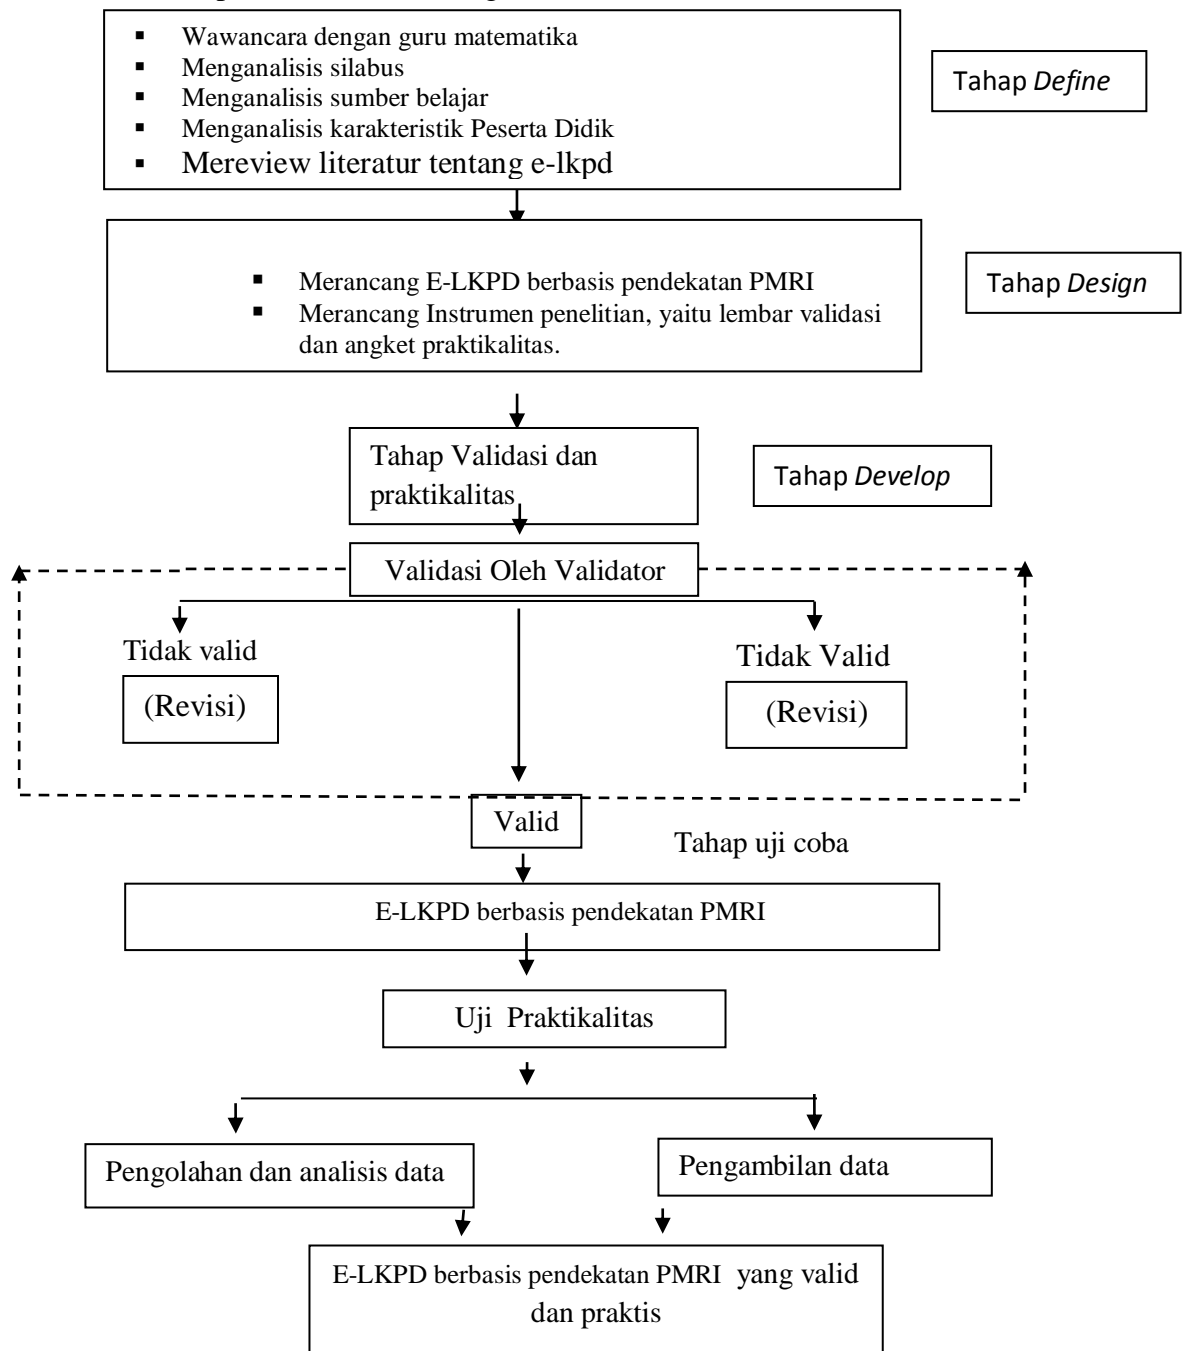 ▪ Wawancara dengan guru matematika
▪ Menganalisis silabus
▪ Menganalisis sumber belajar
▪ Menganalisis karakteristik Peserta Didik
▪ Mereview literatur tentang e-lkpd
Tahap Define
▪ Merancang E-LKPD berbasis pendekatan PMRI
▪ Merancang Instrumen penelitian, yaitu lembar validasi
dan angket praktikalitas.
Tahap Design
Tahap Validasi dan
praktikalitas
Tahap Develop
Validasi Oleh Validator
Tidak valid
(Revisi)
Tidak Valid
(Revisi)
Valid
Tahap uji coba
E-LKPD berbasis pendekatan PMRI
Uji Praktikalitas
Pengolahan dan analisis data
Pengambilan data
E-LKPD berbasis pendekatan PMRI yang valid
dan praktis